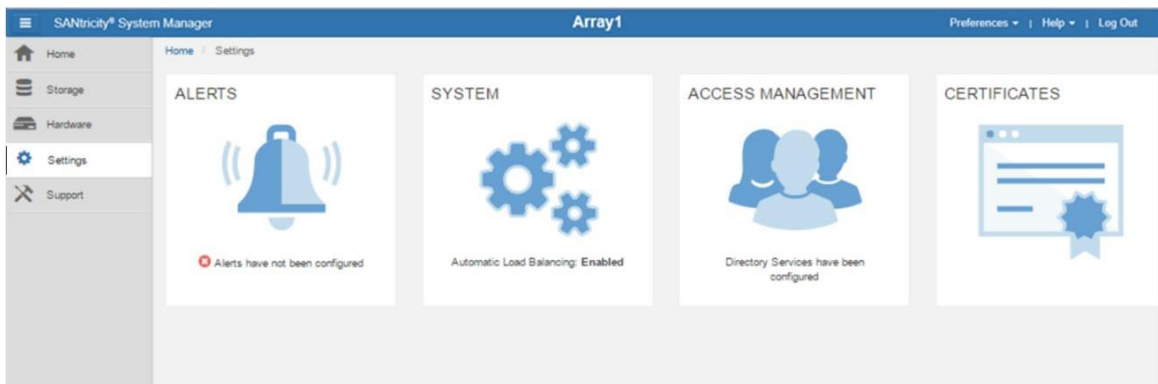 SANtricity® System Manager
Array1
Preferences | Help | Log Out
Home
Storage
Hardware
Settings
Support
Home / Settings
ALERTS
Alerts have not been configured
SYSTEM
Automatic Load Balancing: Enabled
ACCESS MANAGEMENT
Directory Services have been
configured
CERTIFICATES